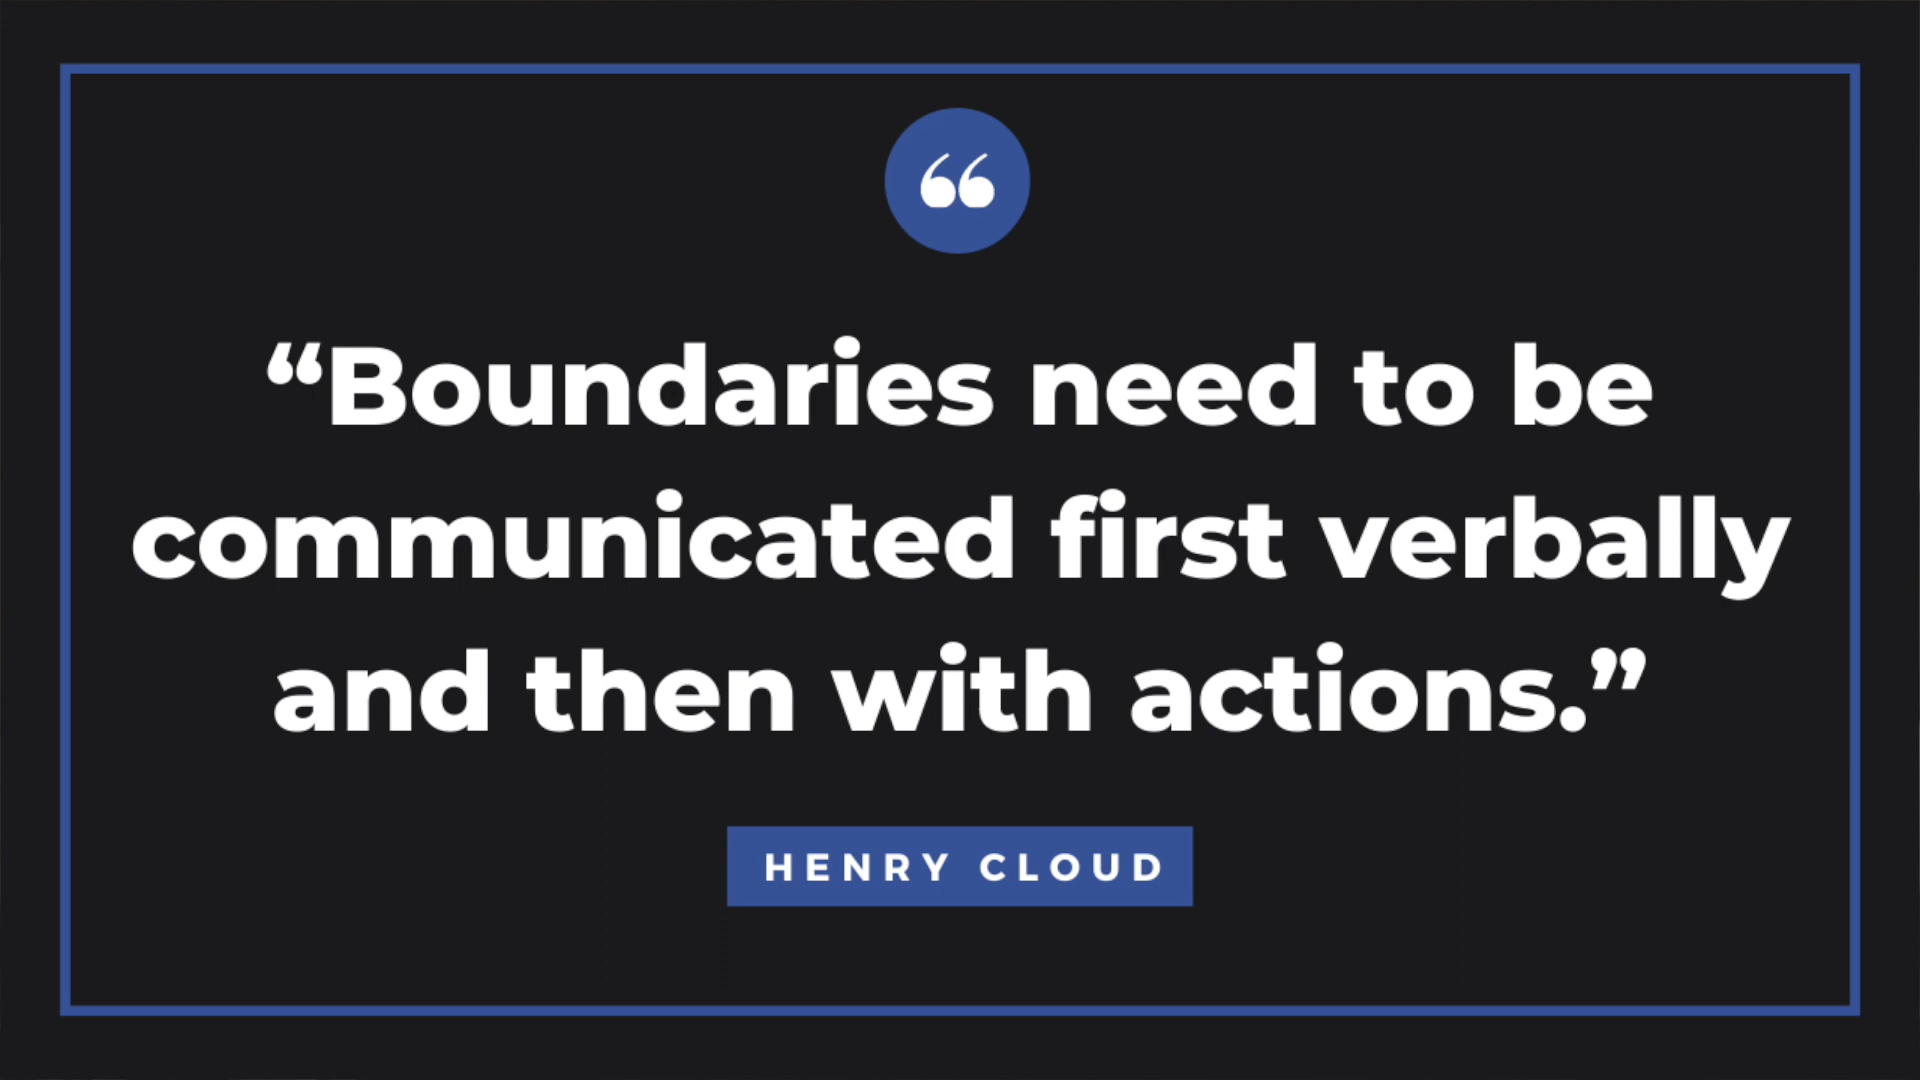 “
“Boundaries need to be
communicated first verbally
and then with actions.”
HENRY CLOUD